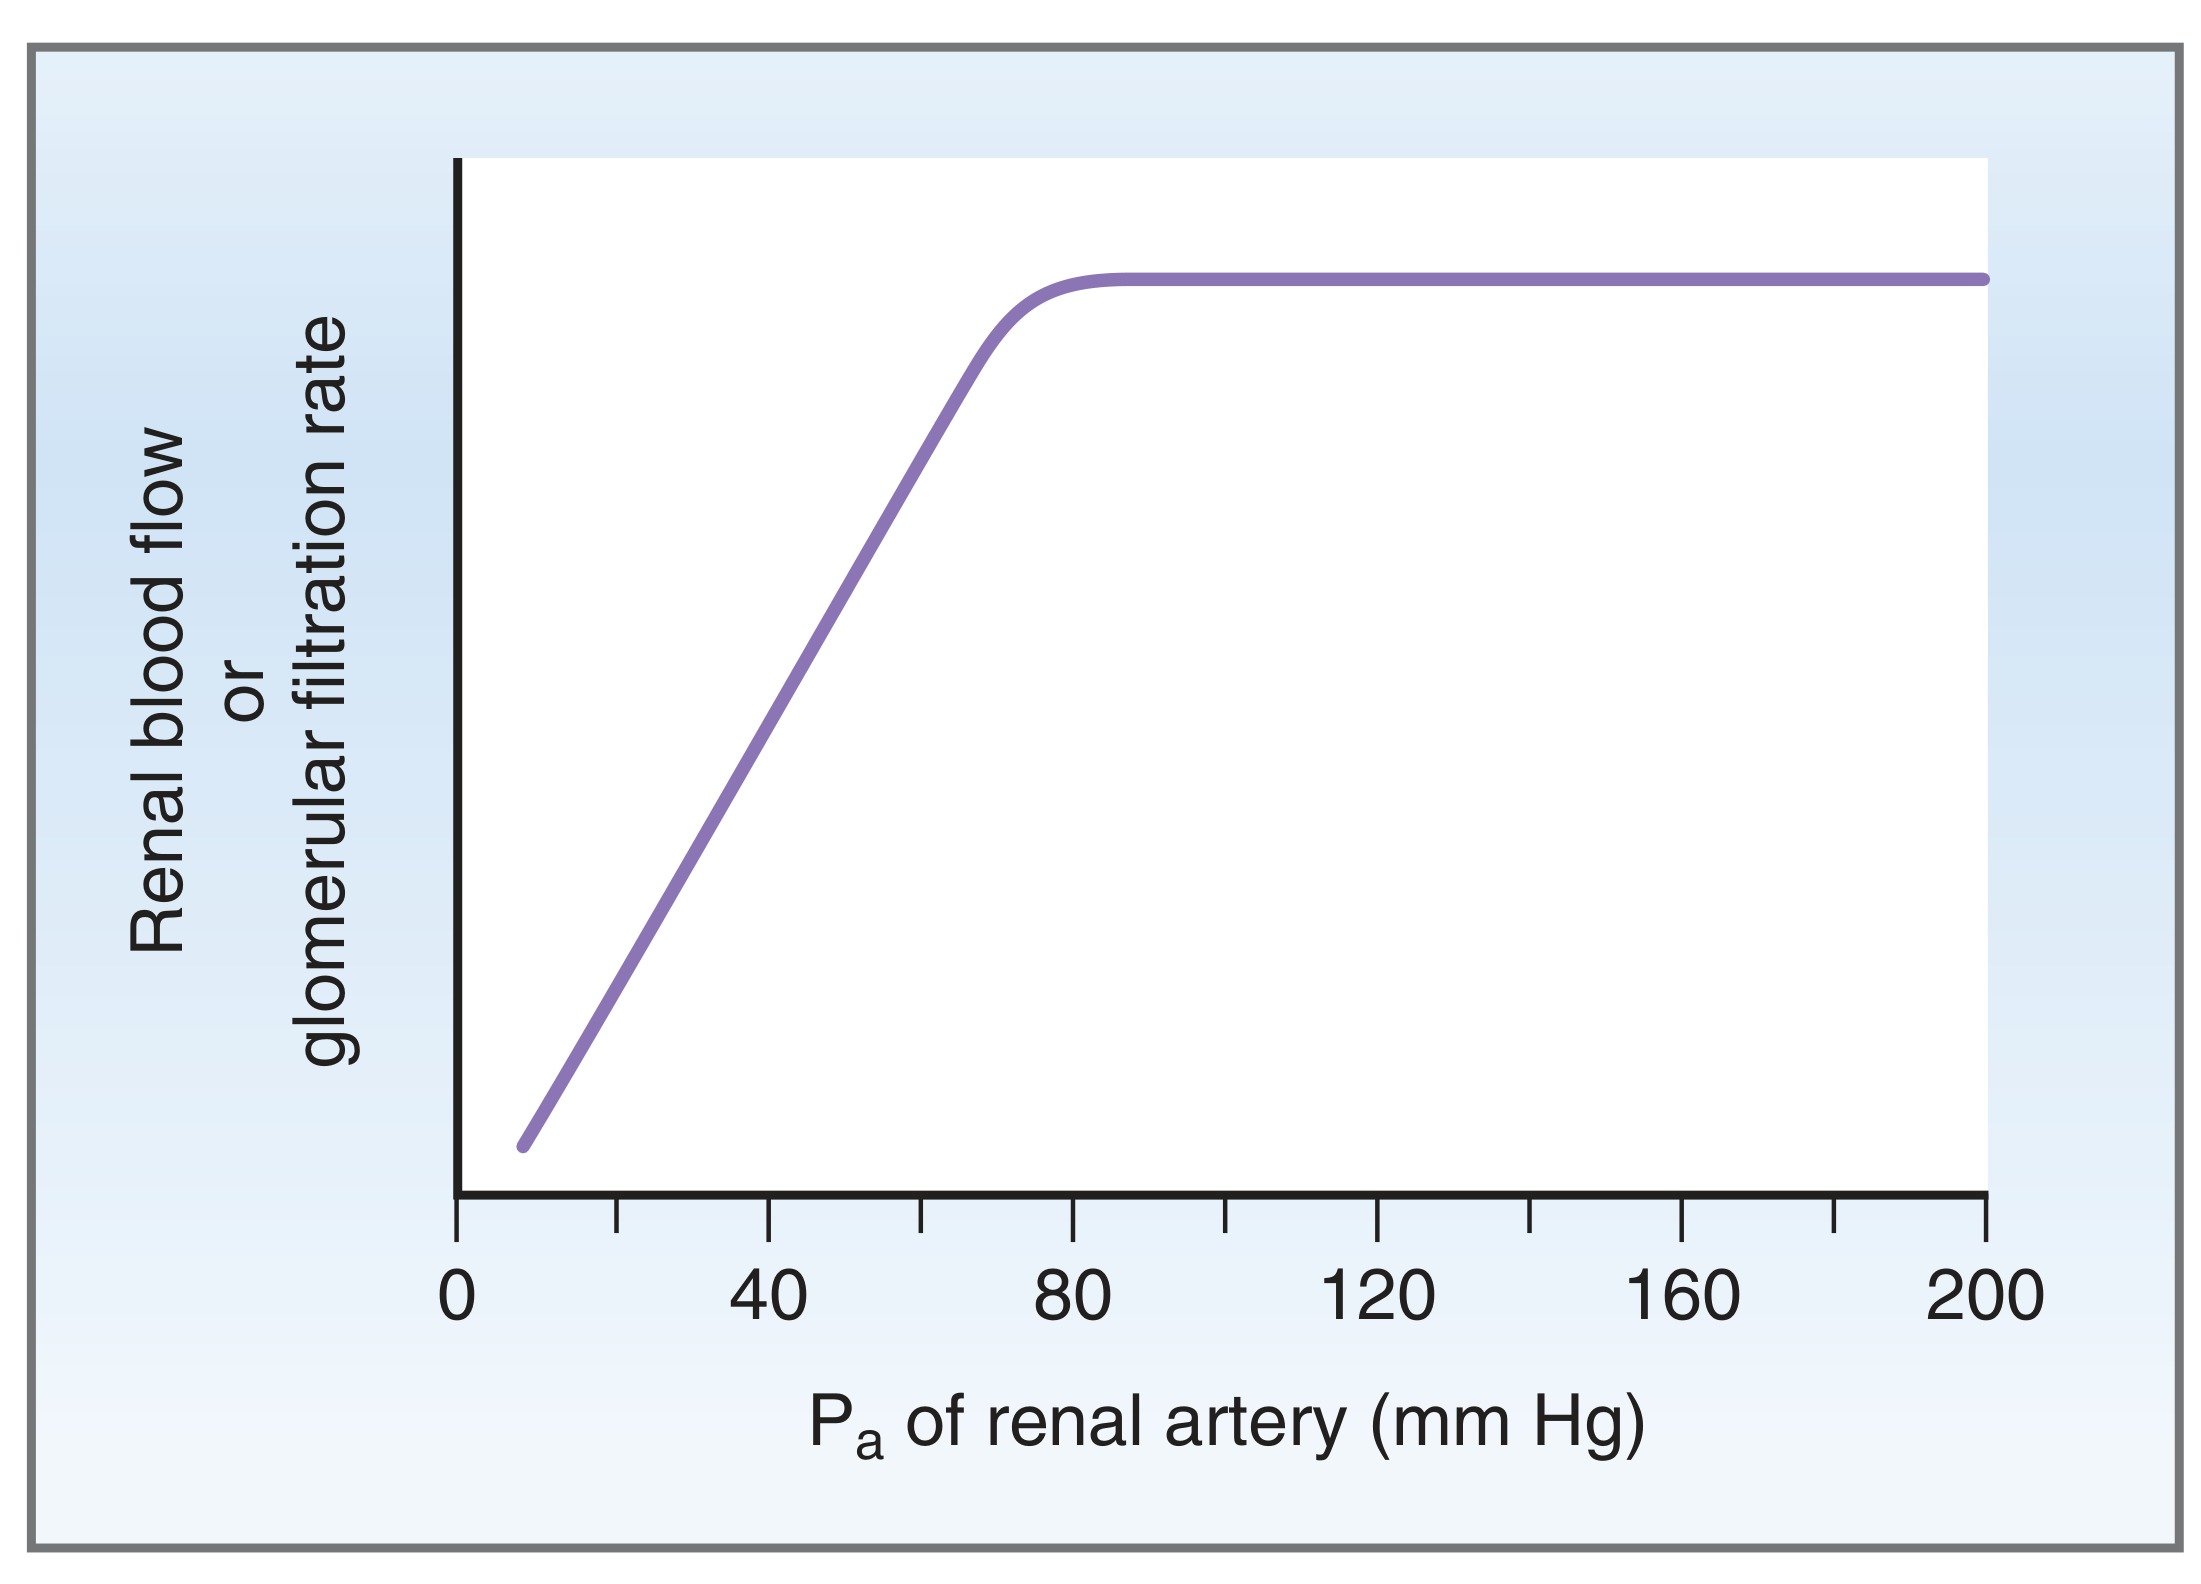 Renal blood flow
or
glomerular filtration rate
0 40 80 120 160 200
Pa of renal artery (mm Hg)